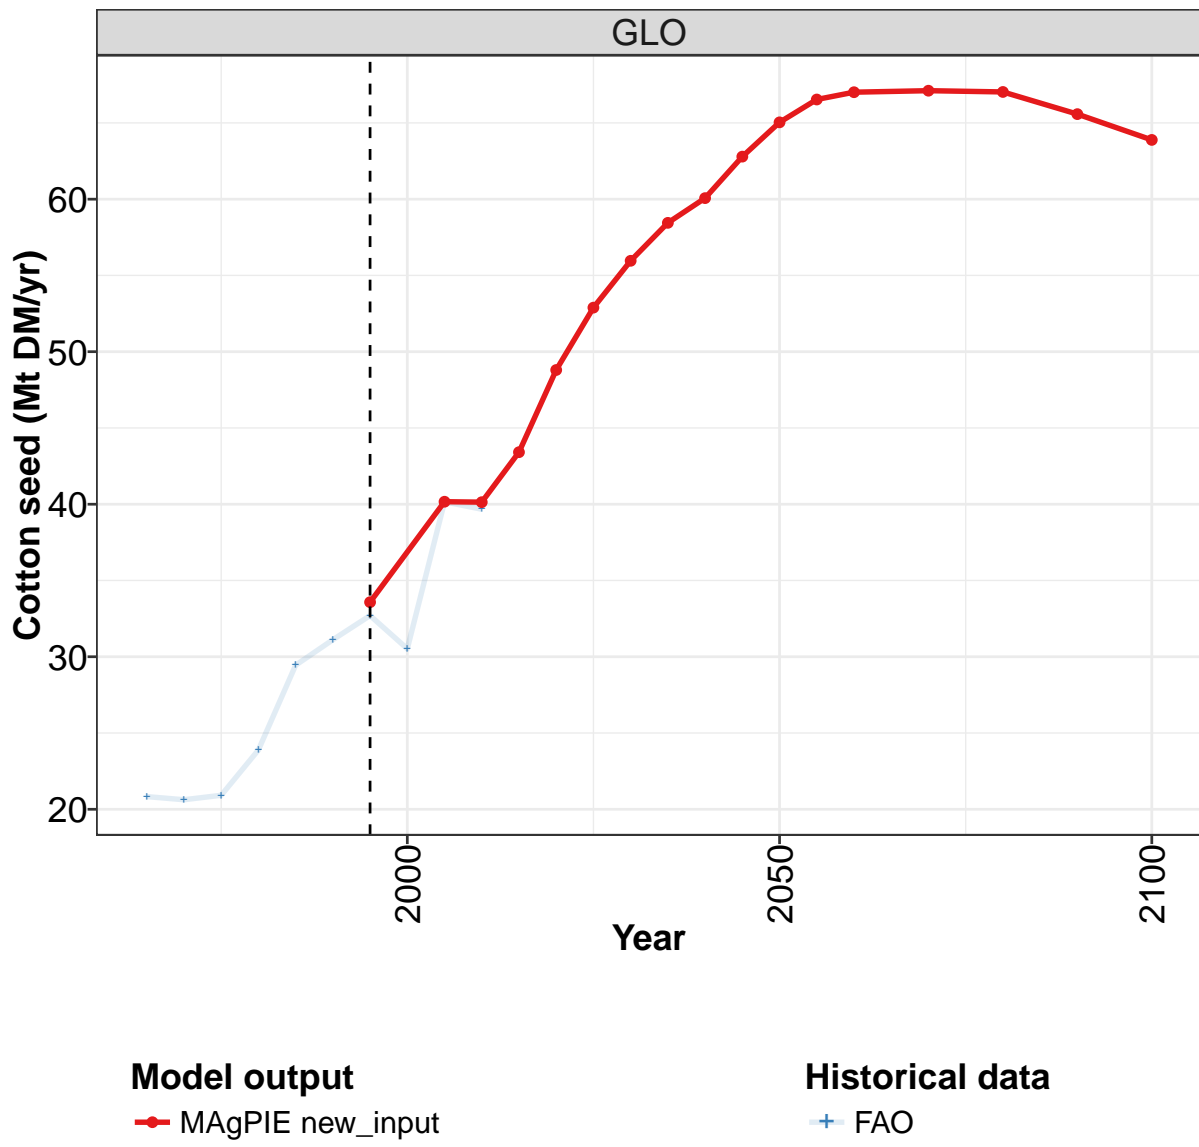 GLO
Cotton seed (Mt DM/yr)
60
50
40
30
20
2000
2050
2100
Year
Model output
MAgPIE new_input
Historical data
FAO